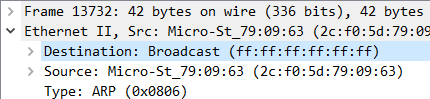 Frame 13732: 42 bytes on wire (336 bits), 42 bytes
Ethernet II, Src: Micro-St_79:09:63 (2c:f0:5d:79:09
Destination: Broadcast (ff:ff:ff:ff:ff:ff)
Source: Micro-St_79:09:63 (2c:f0:5d:79:09:63)
Type: ARP (0x0806)